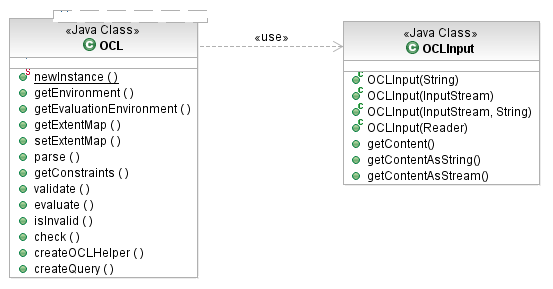 «Java Class»
OCL
newInstance ( )
getEnvironment ( )
getEvaluationEnvironment ( )
getExtentMap ( )
setExtentMap ( )
parse ( )
getConstraints ( )
validate ( )
evaluate ( )
isInvalid ( )
check ( )
createOCLHelper ( )
createQuery ( )
«use»
«Java Class»
OCLInput
OCLInput(String)
OCLInput(InputStream)
OCLInput(InputStream, String)
OCLInput(Reader)
getContent()
getContentAsString()
getContentAsStream()